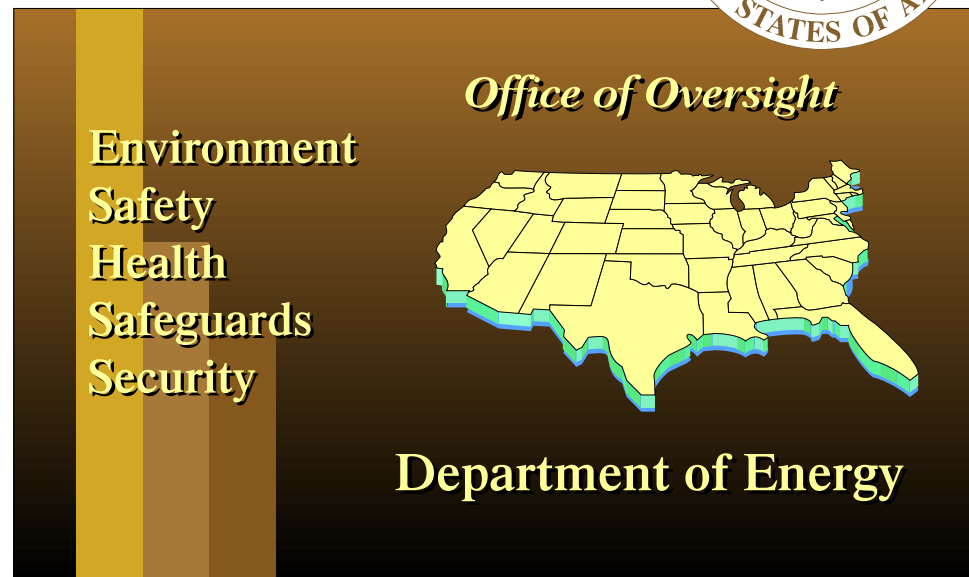 STATES OF A
Office of Oversight
Environment
Safety
Health
Safeguards
Security
Department of Energy